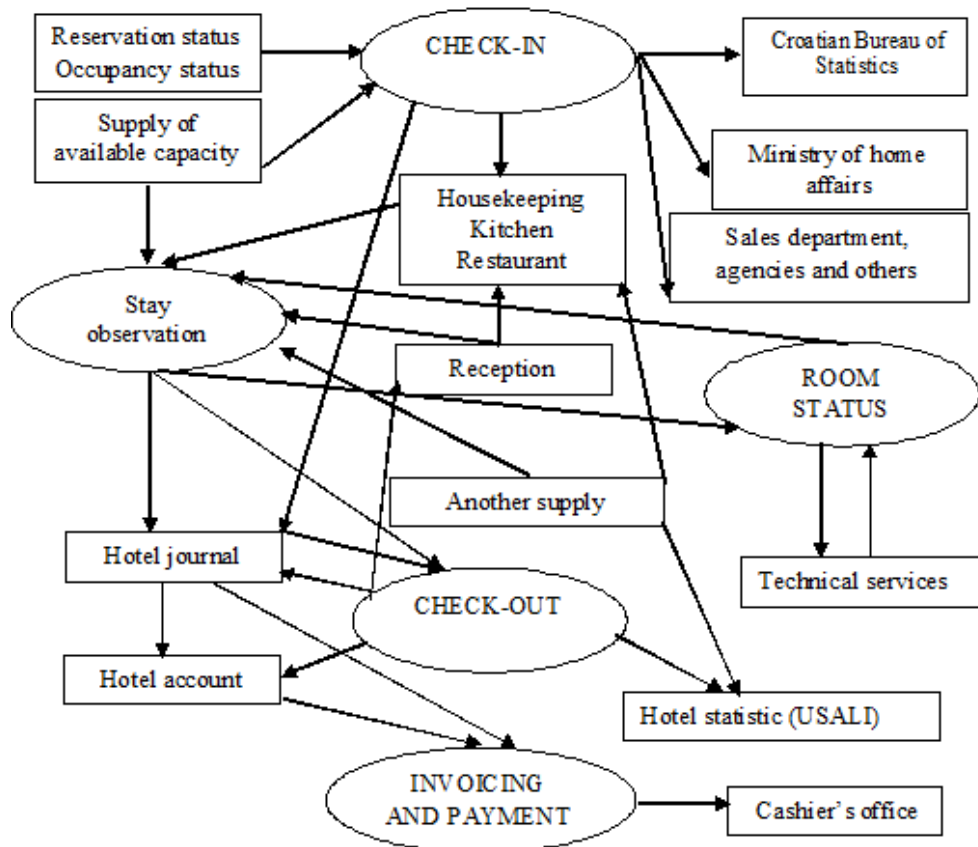 Reservation status
Occupancy status
CHECK-IN
Croatian Bureau of
Statistics
Supply of
available capacity
Ministry of home
affairs
Housekeeping
Kitchen
Restaurant
Sales department,
agencies and others
Stay
observation
Reception
ROOM
STATUS
Another supply
Hotel journal
Technical services
CHECK-OUT
Hotel account
Hotel statistic (USALI)
INVOICING
AND PAYMENT
Cashier’s office